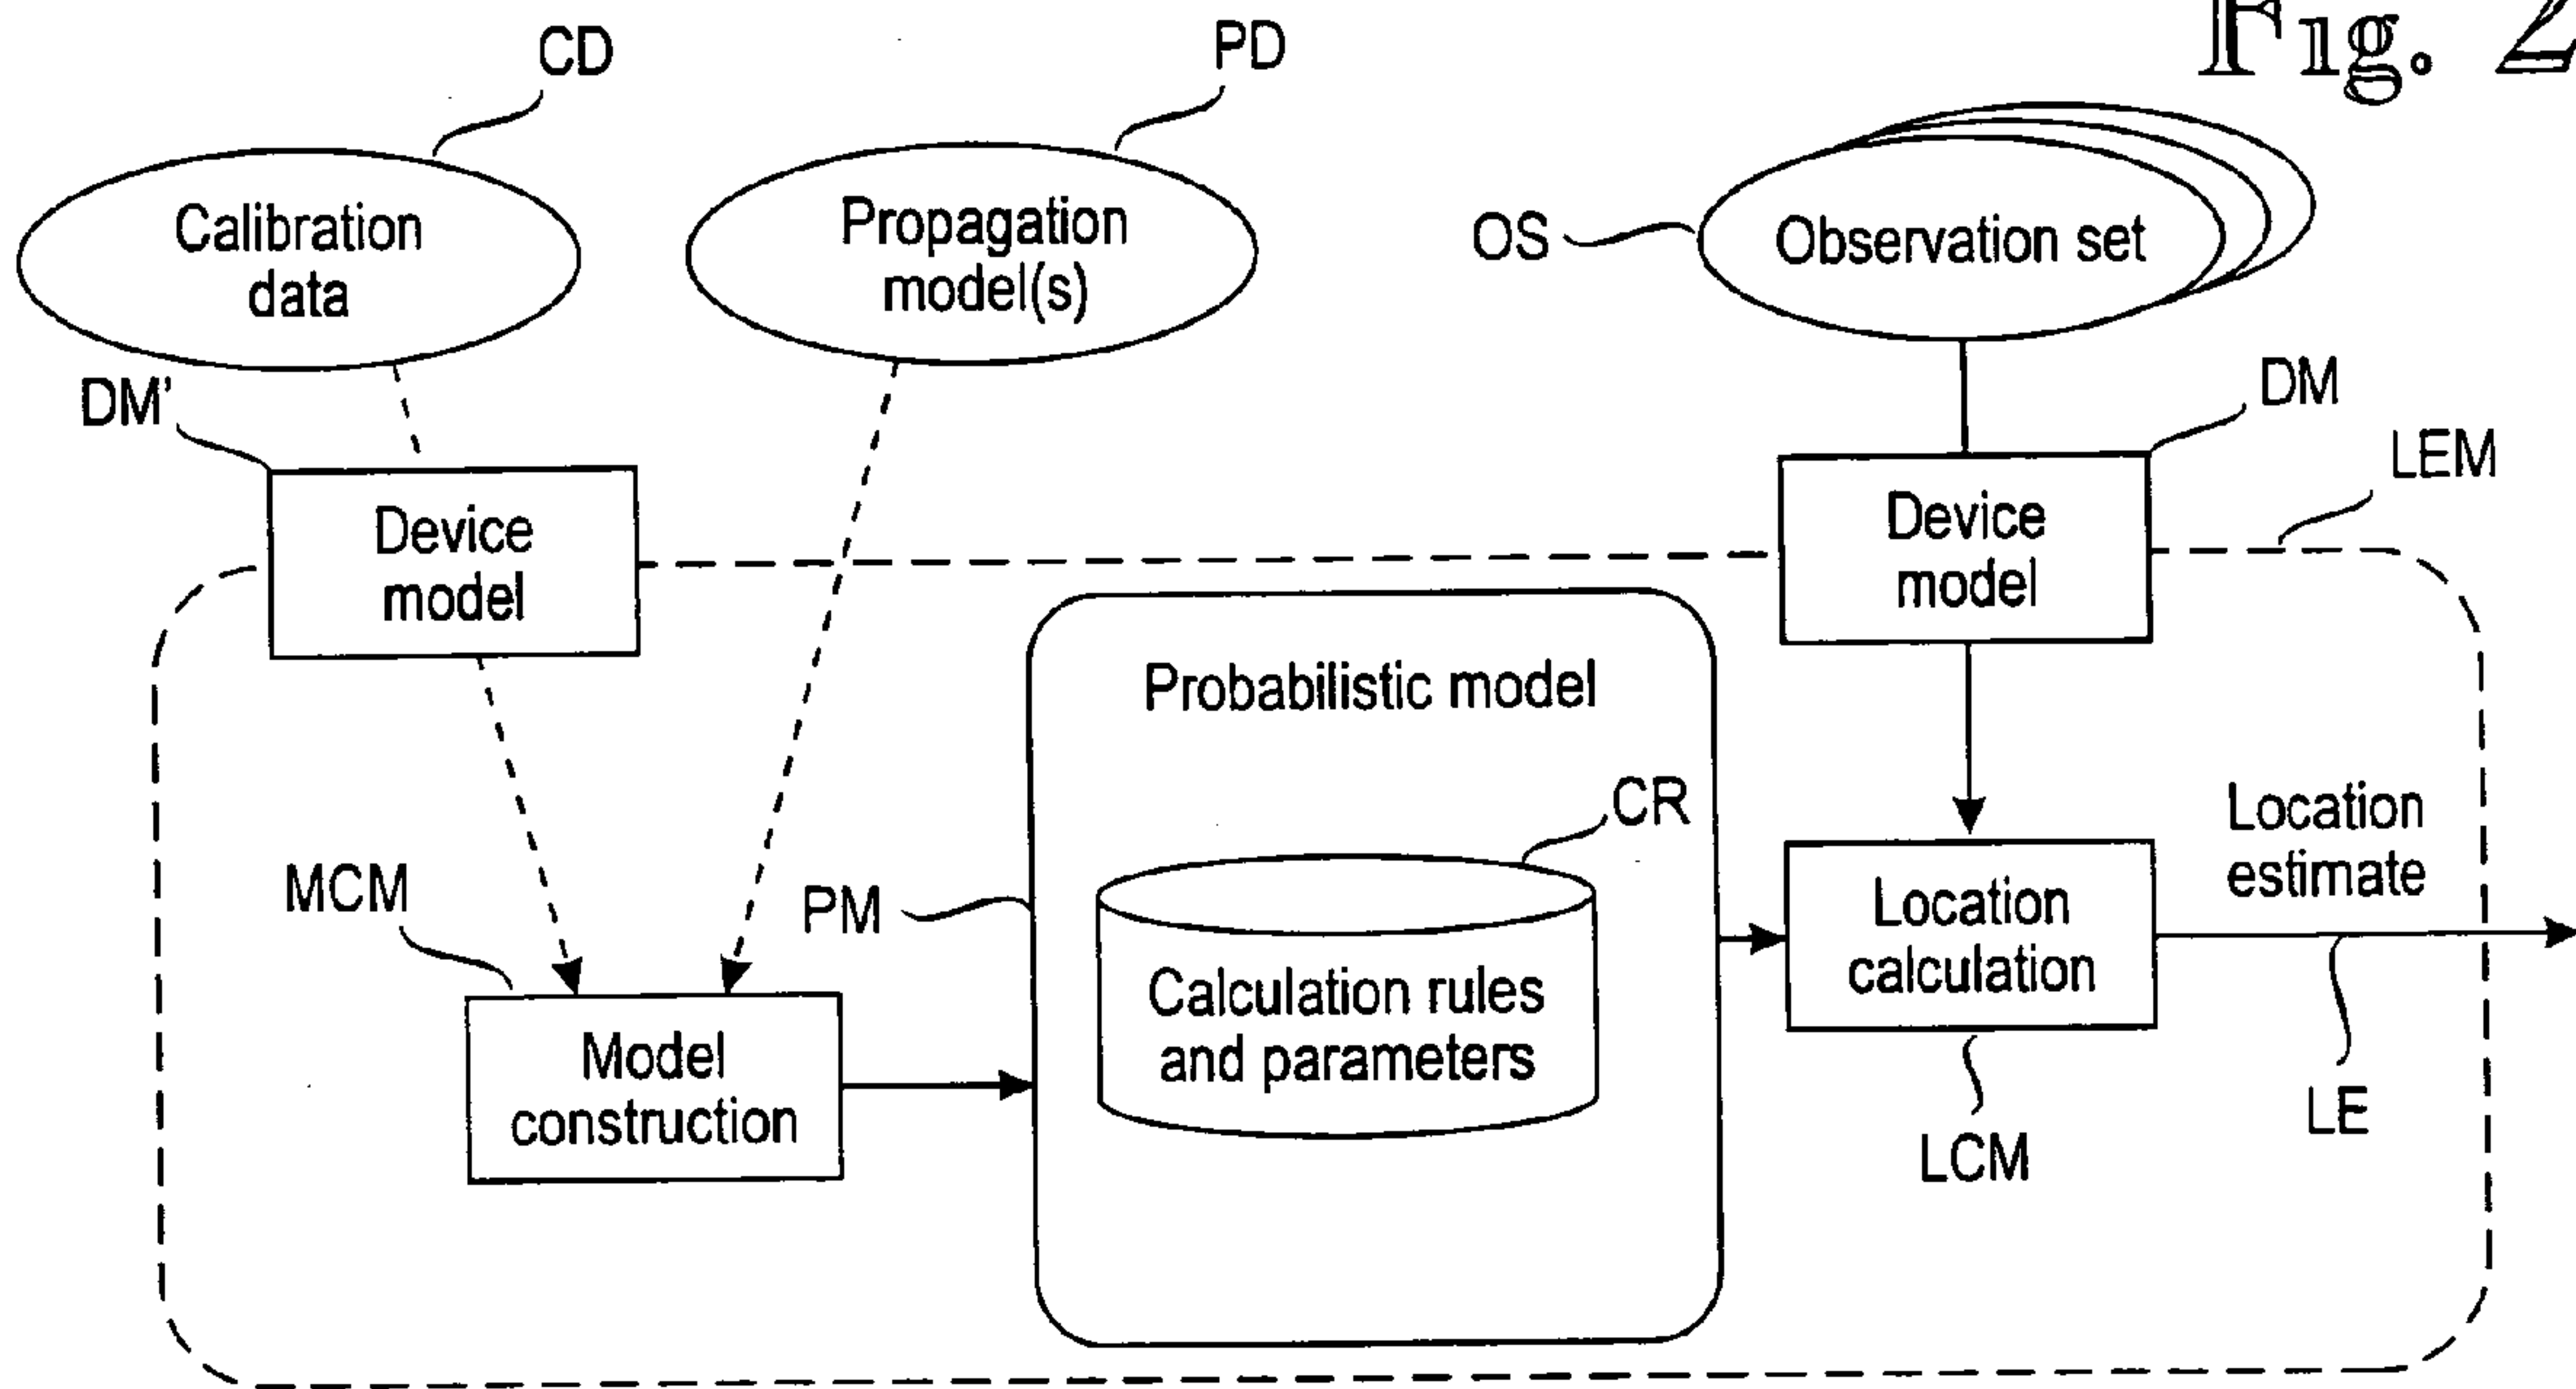 Fig. 2
CD
PD
Calibration
data
Propagation
model(s)
OS
Observation set
DM'
DM
LEM
Device
model
Device
model
Probabilistic model
CR
Location
estimate
MCM
PM
Location
calculation
Calculation rules
and parameters
Model
construction
LCM
LE